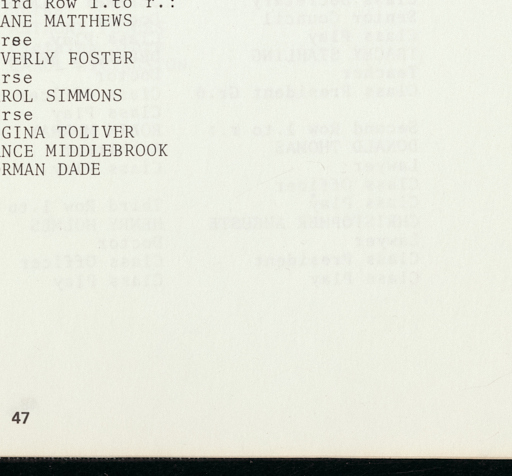 ird Row l.to r.:
ANE MATTHEWS
rse
VERLY FOSTER
rse
ROL SIMMONS
rse
GINA TOLIVER
NCE MIDDLEBROOK
RMAN DADE
47